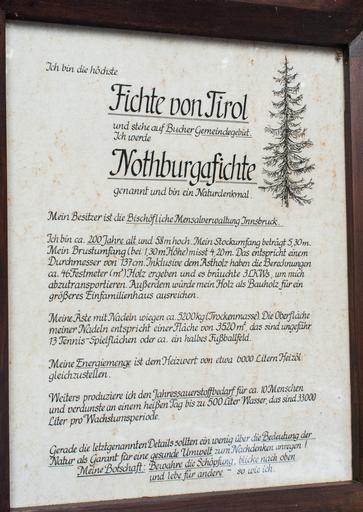 Ich bin die höchste
Fichte von Tirol
und stehe auf Bucher Gemeindegebiet.
Ich werde
Nothburgafichte
genannt und bin ein Naturdenkmal.
Mein Besitzer ist die Bischöfliche Mensalverwaltung Innsbruck.
Ich bin ca. 200 Jahre alt und 58m hoch. Mein Stockumfang beträgt 5,30m.
Mein Brustumfang (bei 1,30m Höhe) misst 4,20m. Das entspricht einem
Durchmesser von 1,37cm. Inklusive dem Astholz haben die Berechnungen
ca. 46 Festmeter (m³) Holz ergeben und es bräuchte 3 LKWs, um mich
abzutransportieren. Außerdem würde mein Holz als Bauholz für ein
größeres Einfamilienhaus ausreichen.
Meine Äste mit Nadeln wiegen ca. 3200 kg (Trockenmasse). Die Oberfläche
meiner Nadeln entspricht einer Fläche von 3520 m², das sind ungefähr
13 Tennis-Spielflächen oder ca. ein halbes Fußballfeld.
Meine Energiemenge ist dem Heizwert von etwa 6000 Litern Heizöl
gleichzustellen.
Weiters produziere ich den Jahressauerstoffbedarf für ca. 10 Menschen
und verdunste an einem heißen Tag bis zu 500 Liter Wasser, das sind 33000
Liter pro Wachstumsperiode.
Gerade die letztgenannten Details sollten ein wenig über die Bedeutung der
Natur als Garant für eine gesunde Umwelt zum Nachdenken anregen!
Meine Botschaft: Bewahre die Schöpfung, blicke nach oben
und lebe für andere - so wie ich.